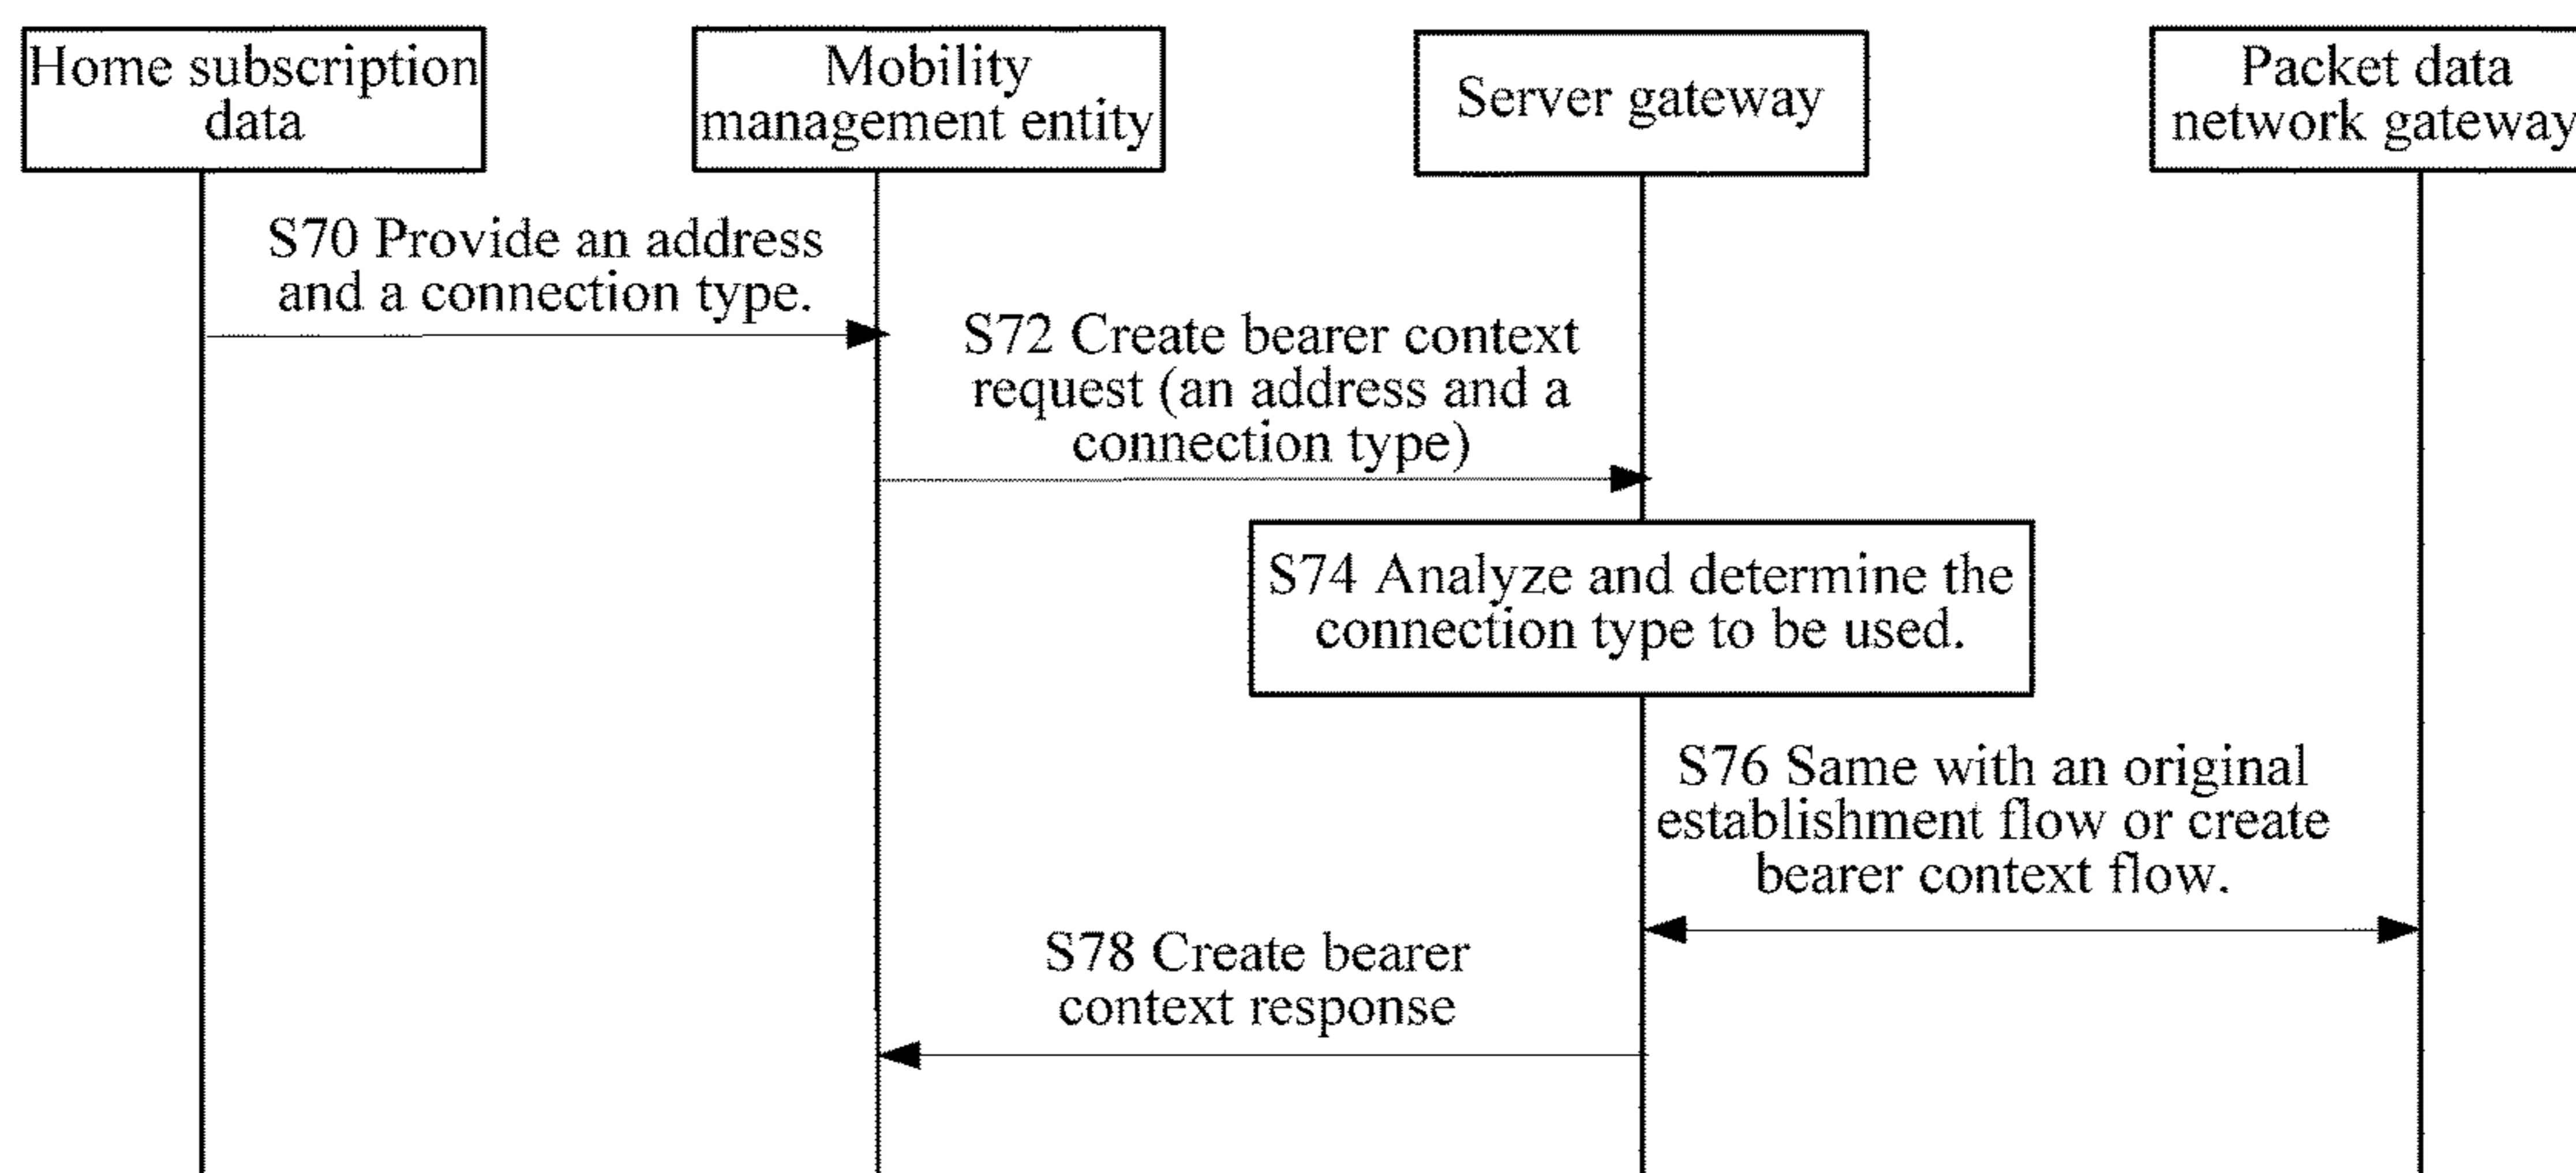 Home subscription
data
Mobility
management entity
Server gateway
Packet data
network gateway
S70 Provide an address
and a connection type.
S72 Create bearer context
request (an address and a
connection type)
S74 Analyze and determine the
connection type to be used.
S76 Same with an original
establishment flow or create
bearer context flow.
S78 Create bearer
context response